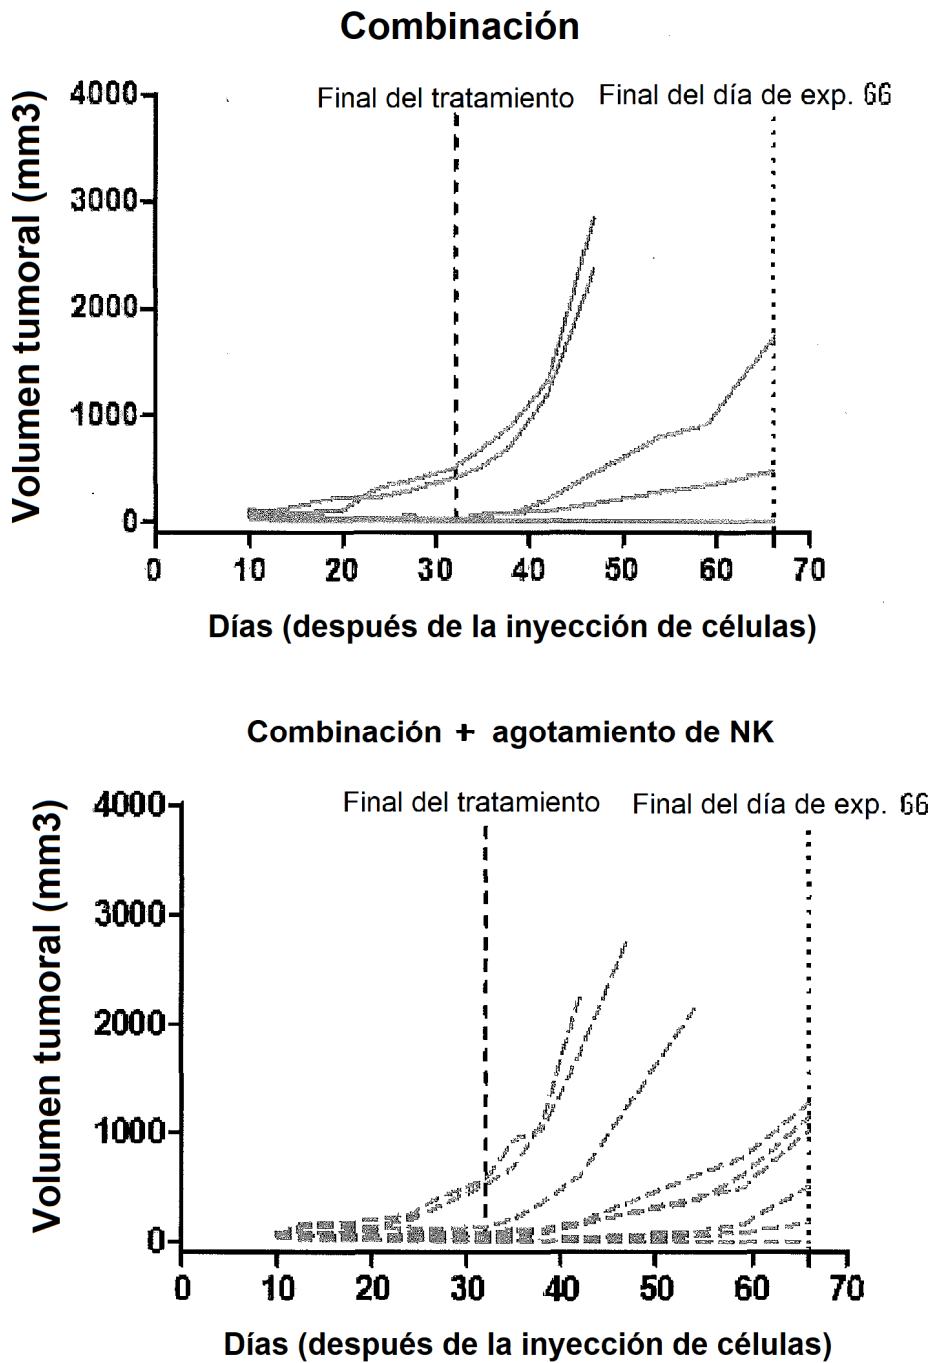 Combinación
Final del tratamiento Final del día de exp. 66
Volumen tumoral (mm3)
4000
3000
2000
1000
0
0 10 20 30 40 50 60 70
Días (después de la inyección de células)
Combinación + agotamiento de NK
Final del tratamiento Final del día de exp. 66
Volumen tumoral (mm3)
4000
3000
2000
1000
0
0 10 20 30 40 50 60 70
Días (después de la inyección de células)